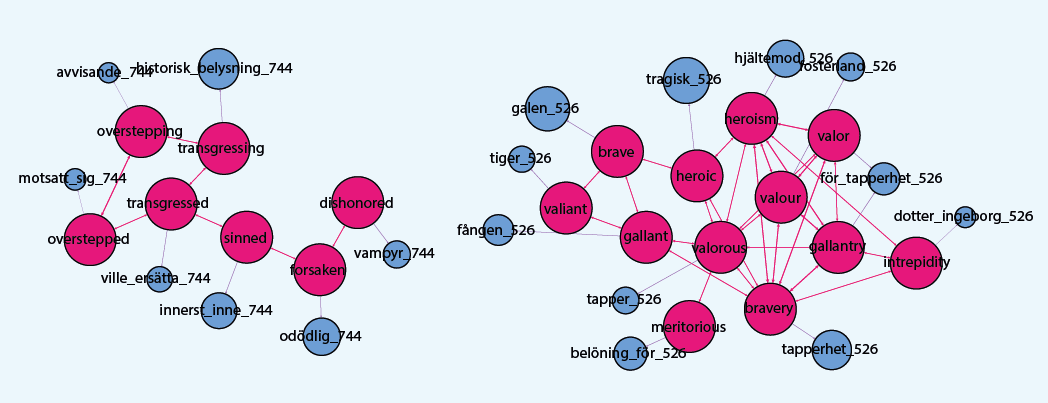 avvisande_744
historisk_belysning_744
overstepping
transgressing
motsatt_sig_744
transgressed
dishonored
overstepped
sinned
vampyr_744
forsaken
ville_ersätta_744
innerst_inne_744
odödlig_744
hjältemod_526
fosterland_526
tragisk_526
galen_526
heroism
valor
brave
tiger_526
heroic
för_tapperhet_526
valour
valiant
dotter_ingeborg_526
fången_526
gallant
valorous
gallantry
intrepidity
tapper_526
bravery
meritorious
belöning_för_526
tapperhet_526